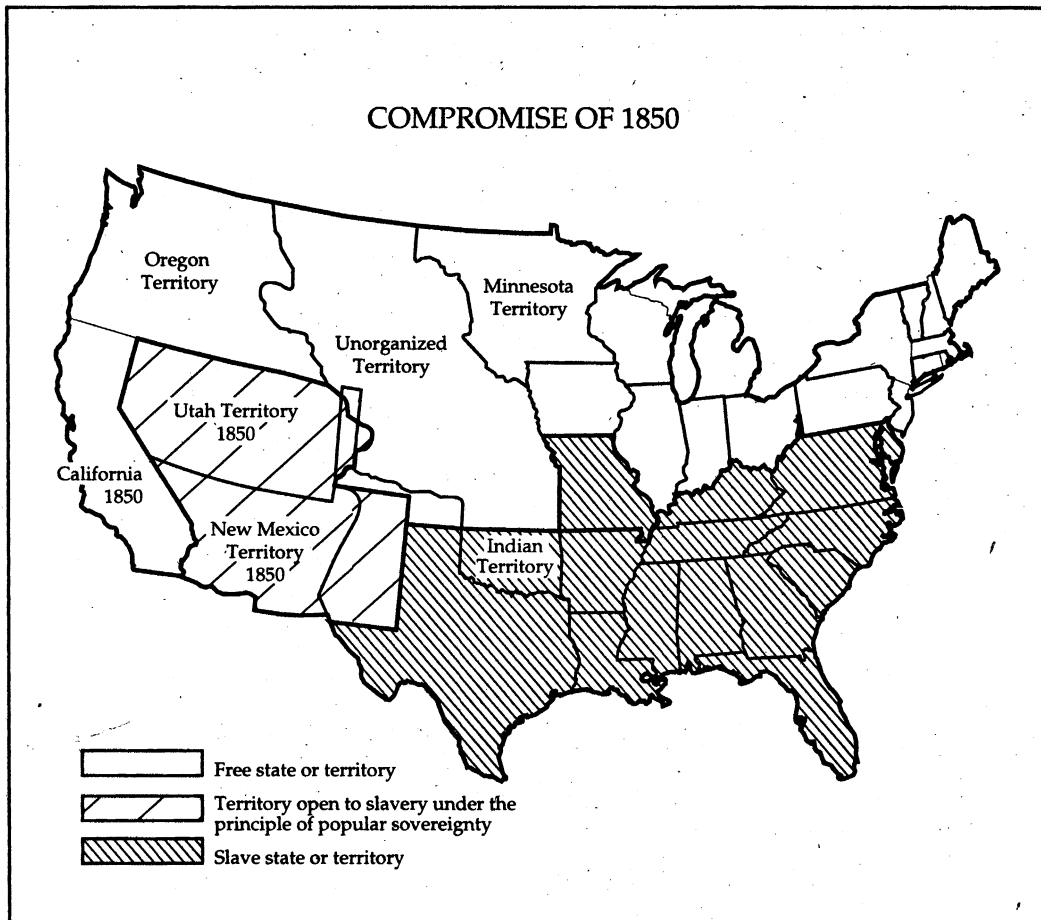 COMPROMISE OF 1850
Oregon
Territory
Minnesota
Territory
Unorganized
Territory
Utah Territory
1850
California
1850
New Mexico
Territory
1850
Indian
Territory
Free state or territory
Territory open to slavery under the
principle of popular sovereignty
Slave state or territory